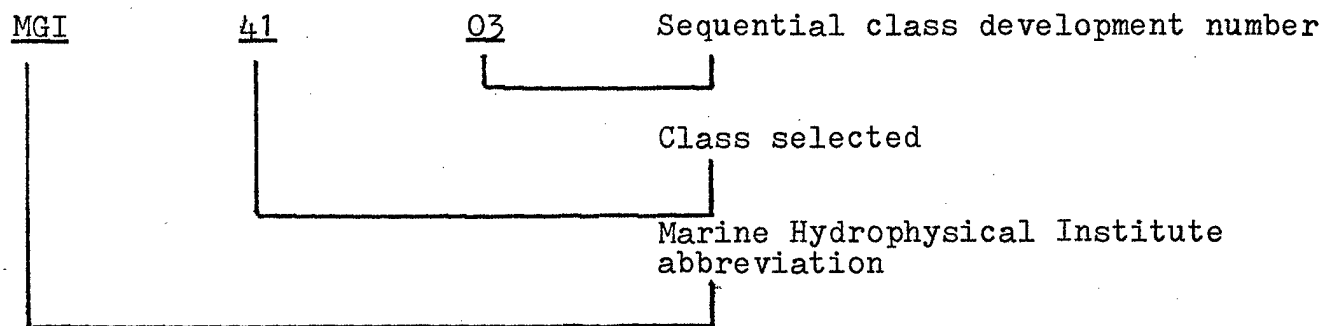 MGI 41 03 Sequential class development number
Class selected
Marine Hydrophysical Institute
abbreviation